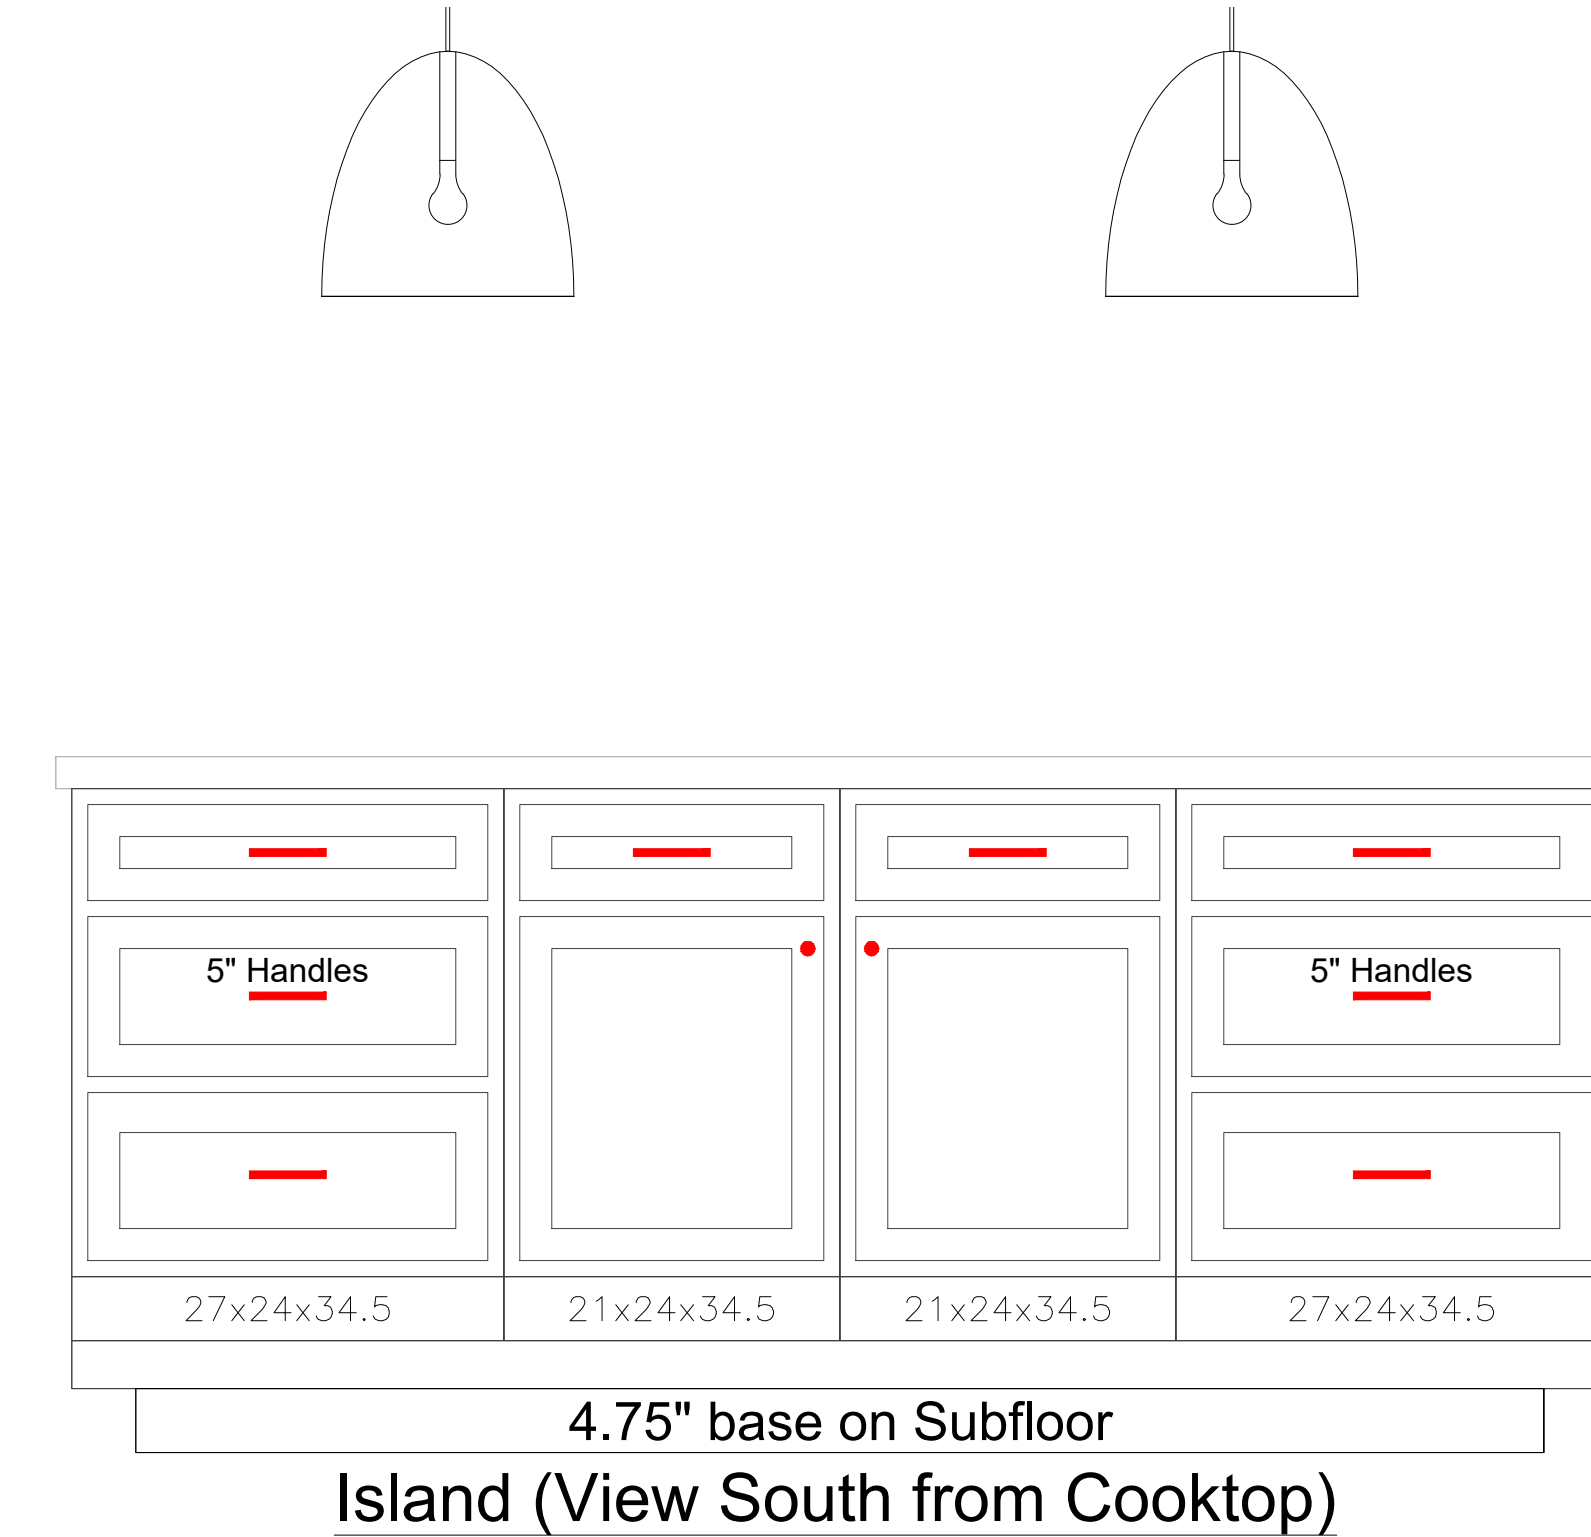 5" Handles
5" Handles
27x24x34.5
21x24x34.5
21x24x34.5
27x24x34.5
4.75" base on Subfloor
Island (View South from Cooktop)